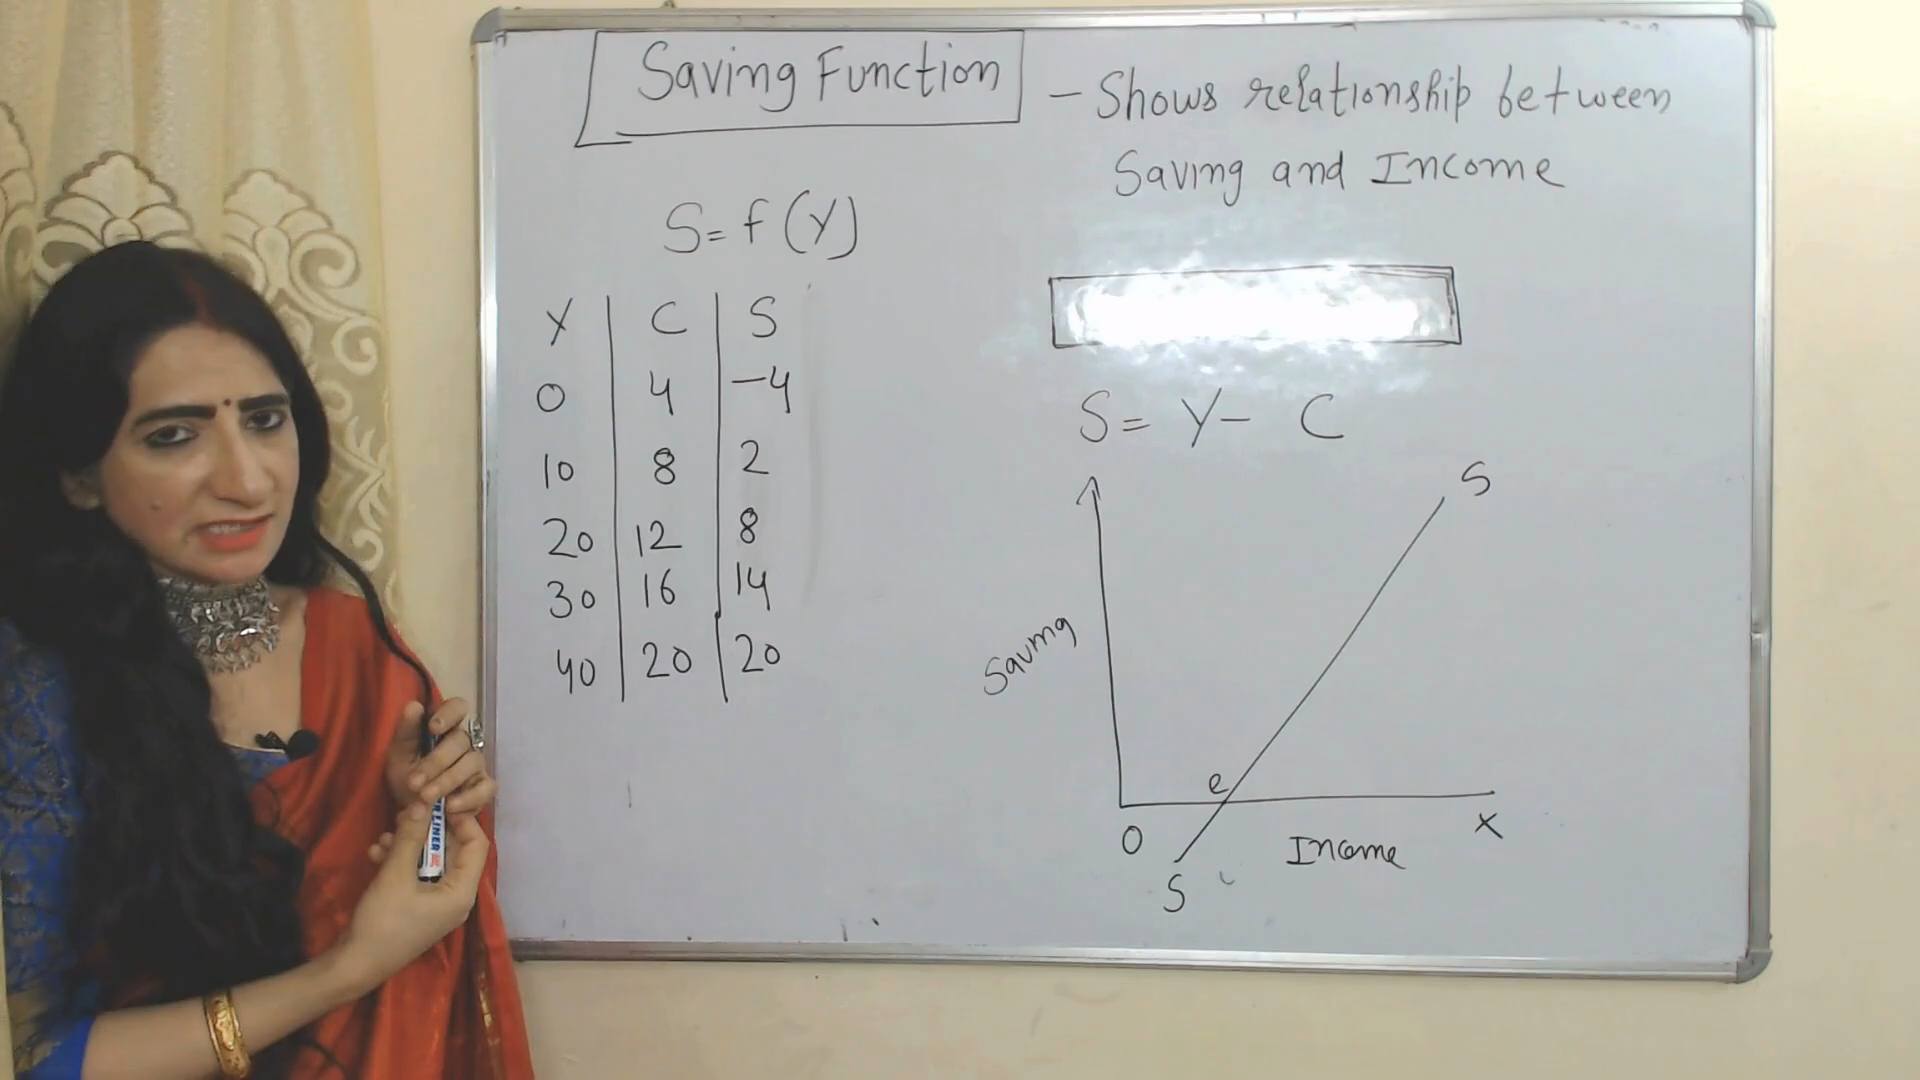 Saving Function
- Shows relationship between
Saving and Income
S = f (Y)
Y C S
0 4 -4
10 8 2
20 12 8
30 16 14
40 20 20
S = Y - C
S
Saving
e
O
Income
X
S
LINER